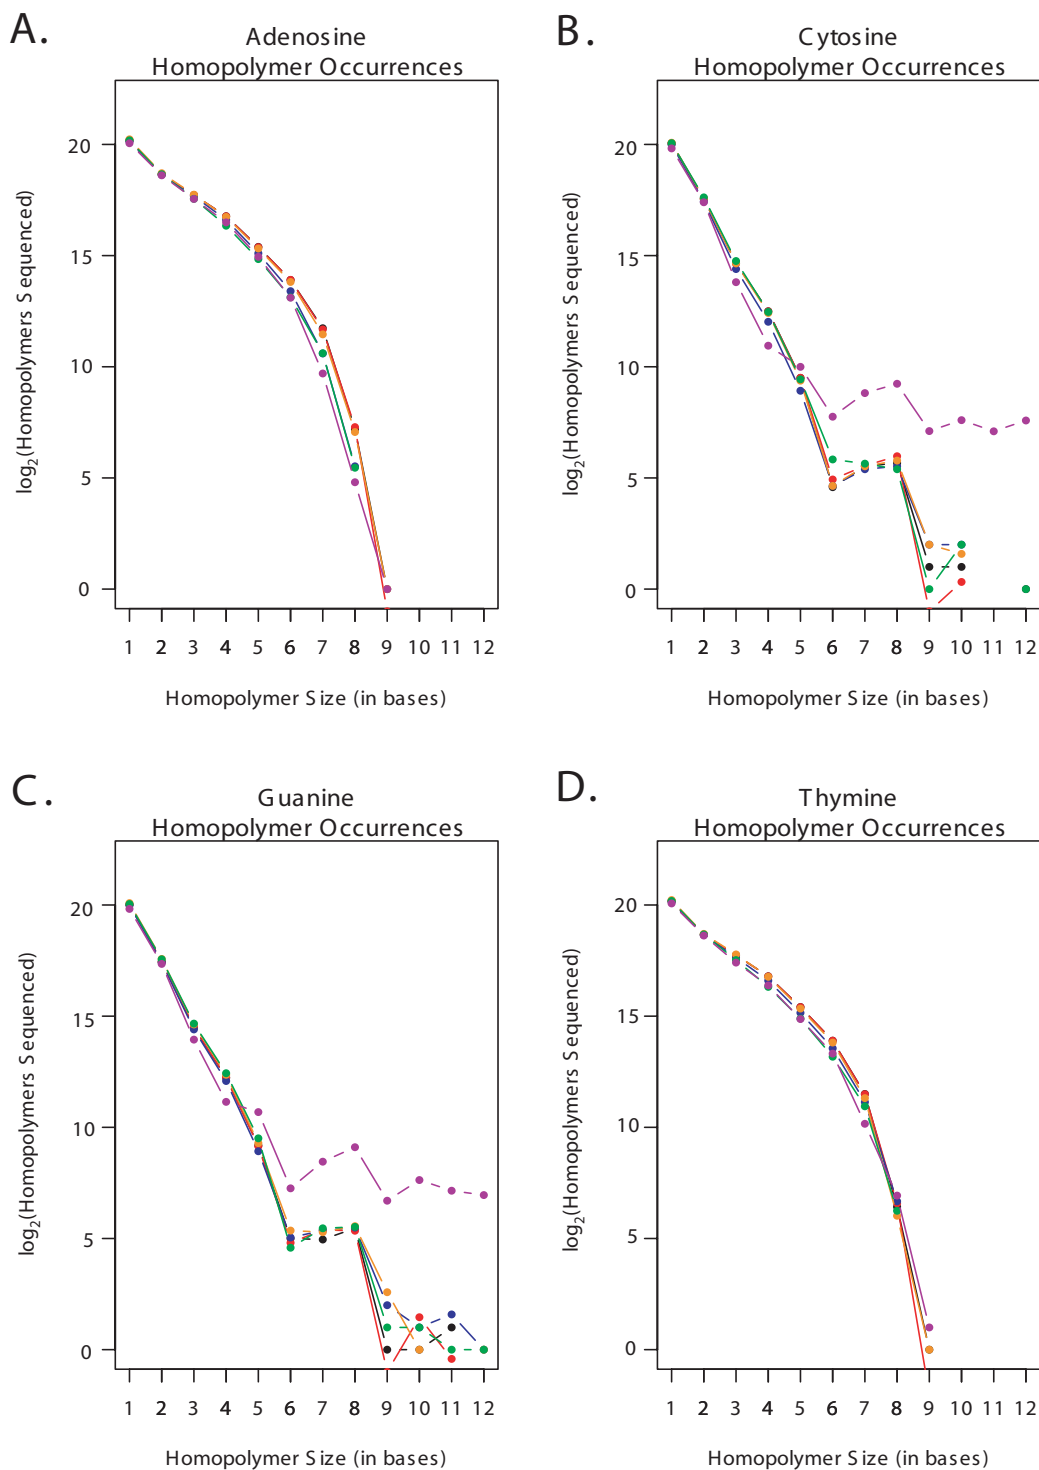 A.
Adenosine
Homopolymer Occurrences
20
15
10
5
0
log2(Homopolymers Sequenced)
1 2 3 4 5 6 7 8 9 10 11 12
Homopolymer Size (in bases)
B.
Cytosine
Homopolymer Occurrences
20
15
10
5
0
log2(Homopolymers Sequenced)
1 2 3 4 5 6 7 8 9 10 11 12
Homopolymer Size (in bases)
C.
Guanine
Homopolymer Occurrences
20
15
10
5
0
log2(Homopolymers Sequenced)
1 2 3 4 5 6 7 8 9 10 11 12
Homopolymer Size (in bases)
D.
Thymine
Homopolymer Occurrences
20
15
10
5
0
log2(Homopolymers Sequenced)
1 2 3 4 5 6 7 8 9 10 11 12
Homopolymer Size (in bases)